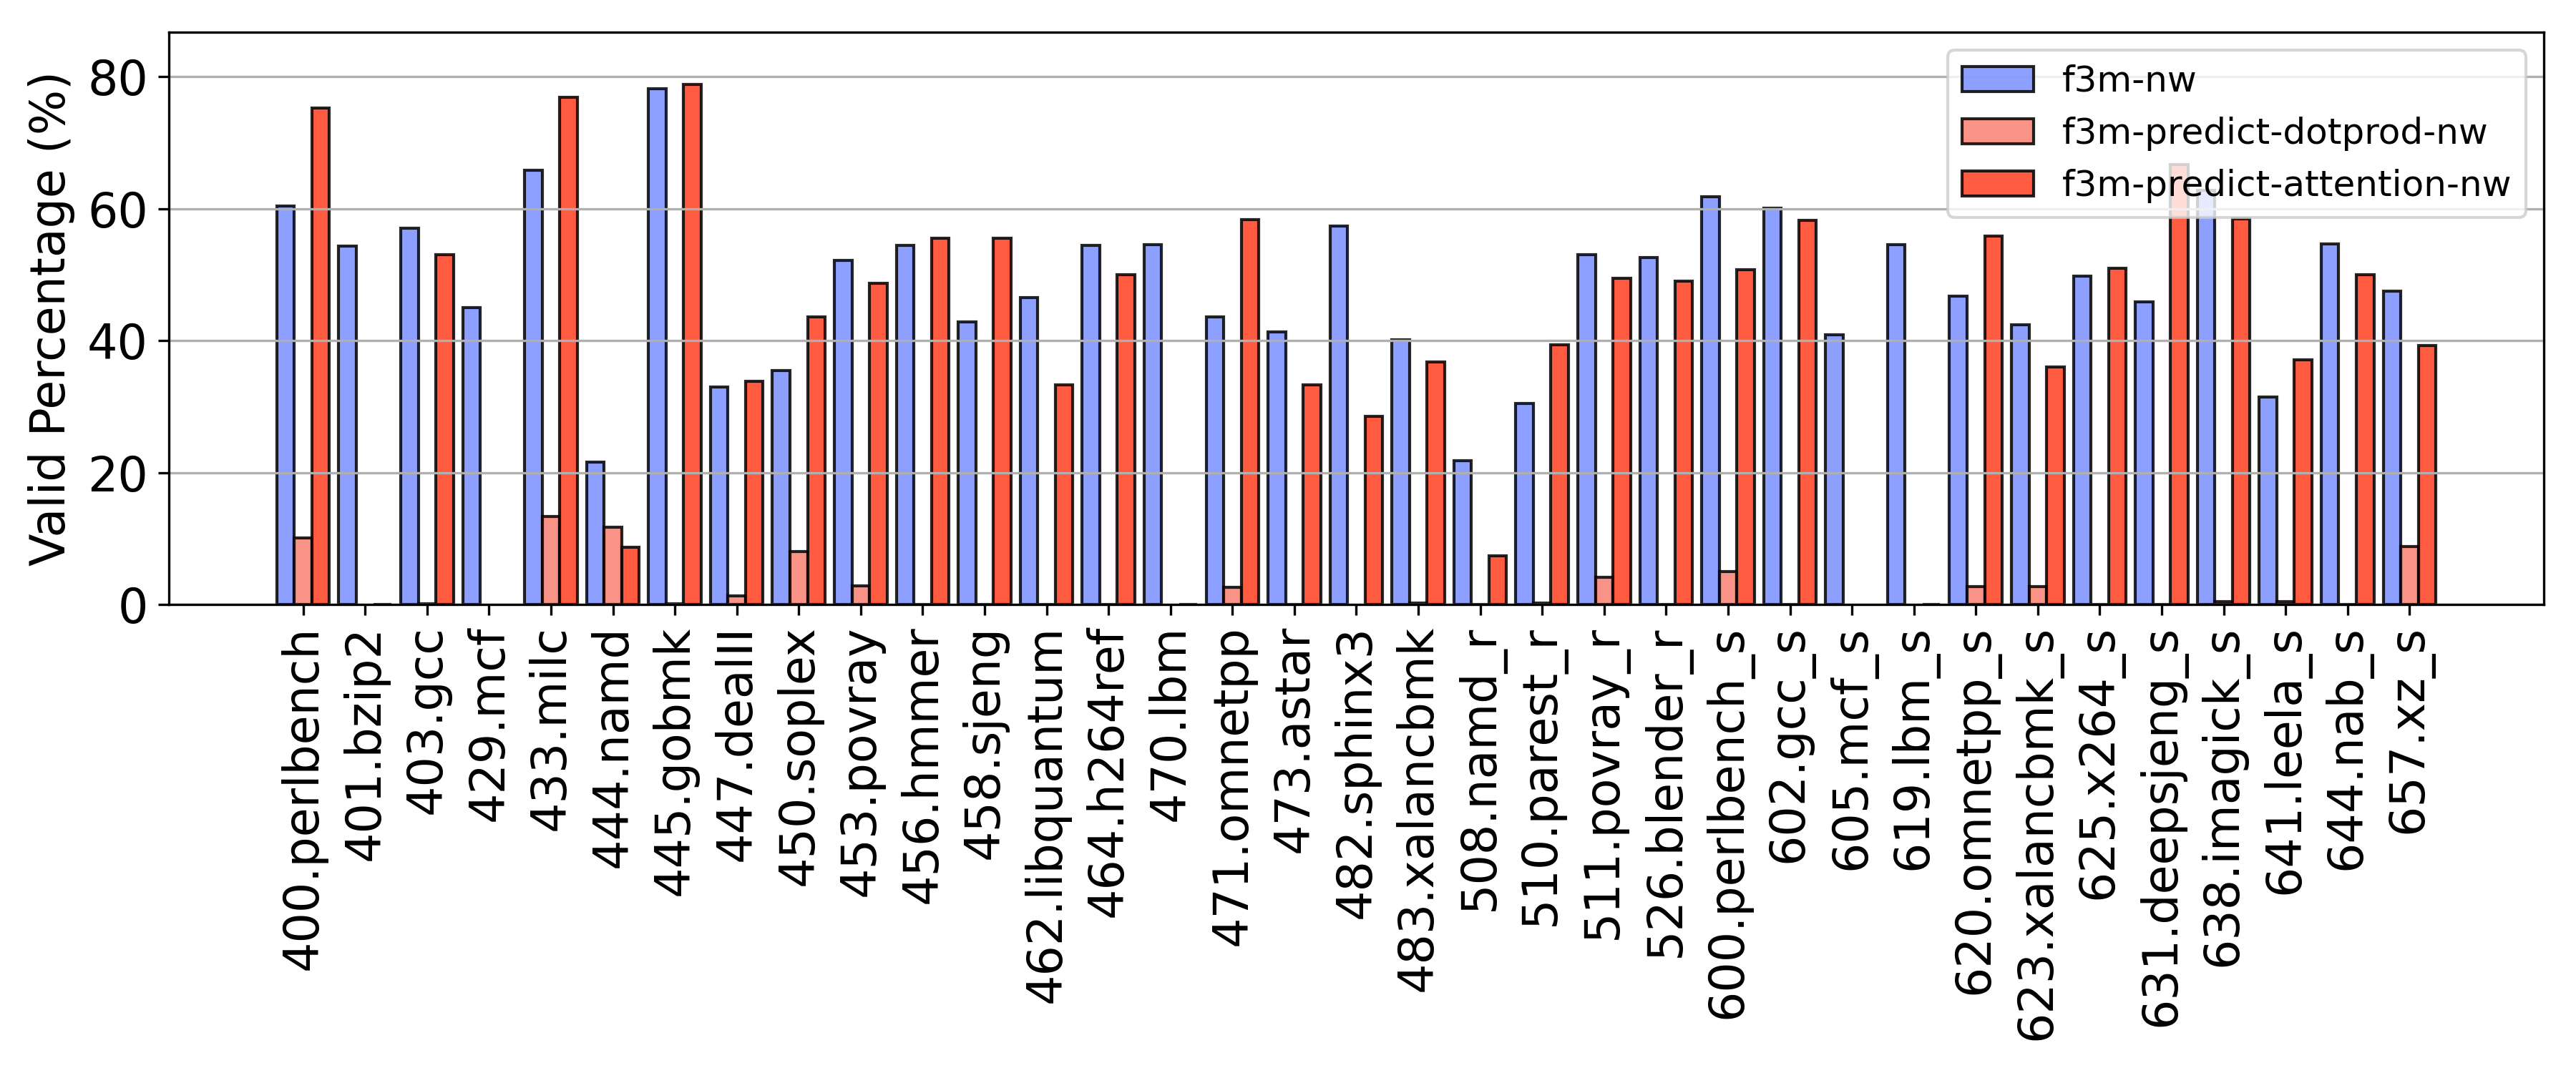 Valid Percentage (%)
80
60
40
20
0
f3m-nw
f3m-predict-dotprod-nw
f3m-predict-attention-nw
400.perlbench
401.bzip2
403.gcc
429.mcf
433.milc
444.namd
445.gobmk
447.dealII
450.soplex
453.povray
456.hmmer
458.sjeng
462.libquantum
464.h264ref
470.lbm
471.omnetpp
473.astar
482.sphinx3
483.xalancbmk
508.namd_r
510.parest_r
511.povray_r
526.blender_r
600.perlbench_s
602.gcc_s
605.mcf_s
619.lbm_s
620.omnetpp_s
623.xalancbmk_s
625.x264_s
631.deepsjeng_s
638.imagick_s
641.leela_s
644.nab_s
657.xz_s